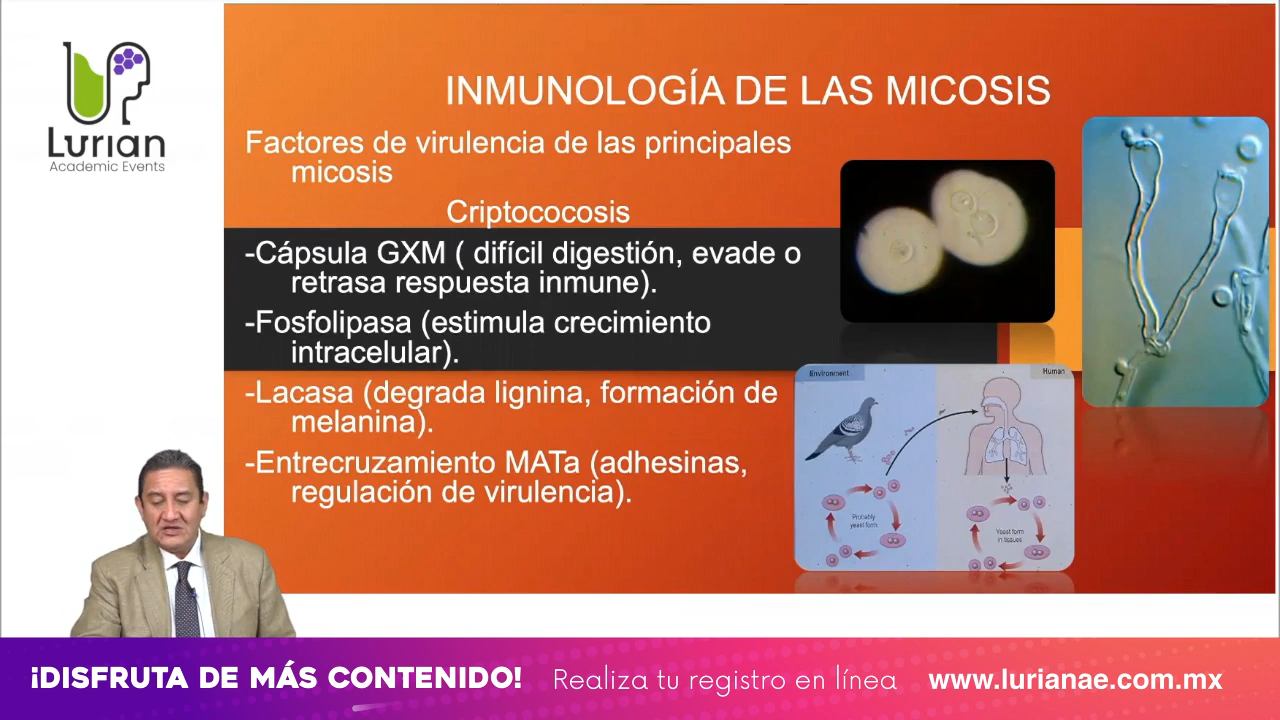 Lurian
Academic Events
INMUNOLOGÍA DE LAS MICOSIS
Factores de virulencia de las principales
micosis
Criptococosis
-Cápsula GXM ( difícil digestión, evade o
retrasa respuesta inmune).
-Fosfolipasa (estimula crecimiento
intracelular).
-Lacasa (degrada lignina, formación de
melanina).
-Entrecruzamiento MATa (adhesinas,
regulación de virulencia).
Environment
Human
Probably
yeast form
Yeast form
in tissues
¡DISFRUTA DE MÁS CONTENIDO!
Realiza tu registro en línea
www.lurianae.com.mx